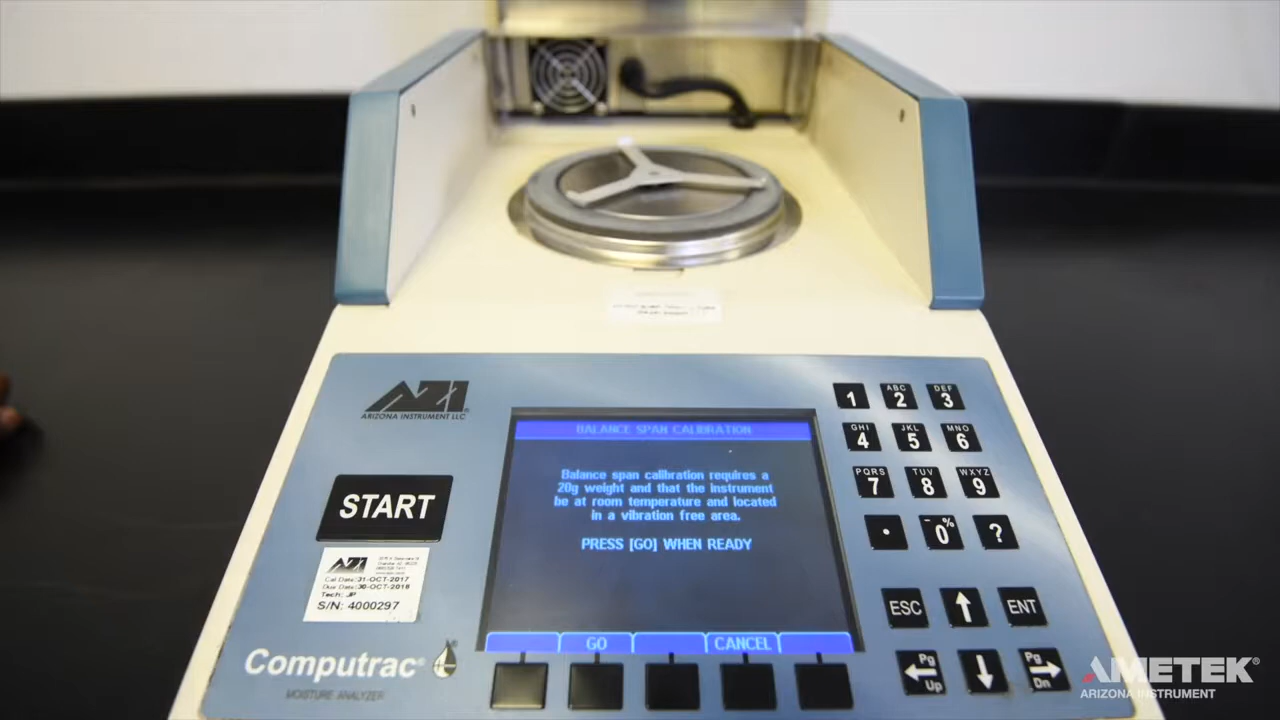 AZI
ARIZONA INSTRUMENT LLC
BALANCE SPAN CALIBRATION
Balance span calibration requires a
20g weight and that the instrument
be at room temperature and located
in a vibration free area.
PRESS [GO] WHEN READY
GO CANCEL
START
AZI
Cal Date: 31-OCT-2017
Due Date: 30-OCT-2018
Tech: JP
S/N: 4000297
Computrac®
MOISTURE ANALYZER
1 ABC 2 DEF 3
GHI 4 JKL 5 MNO 6
PQRS 7 TUV 8 WXYZ 9
. - 0 % ?
ESC ENT
Pg Up Pg Dn
AMETEK®
ARIZONA INSTRUMENT